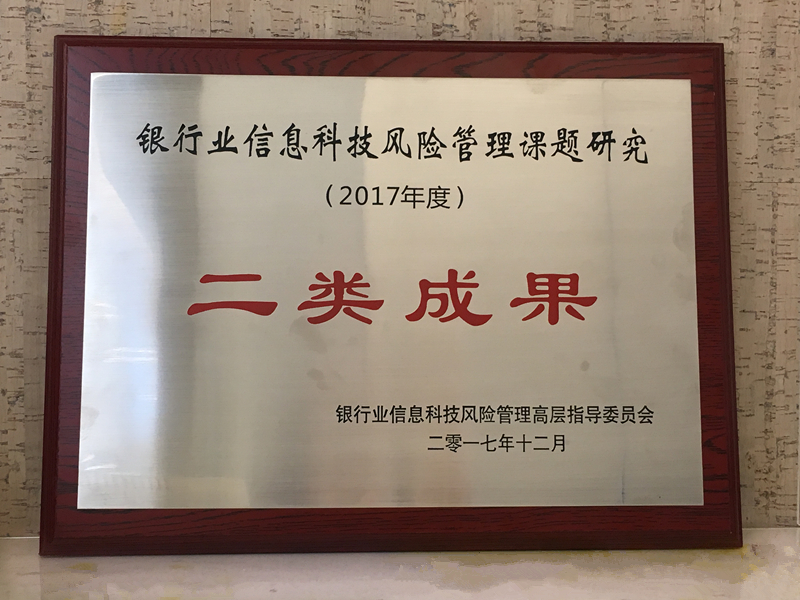 银行业信息科技风险管理课题研究
（2017年度）
二类成果
银行业信息科技风险管理高层指导委员会
二零一七年十二月